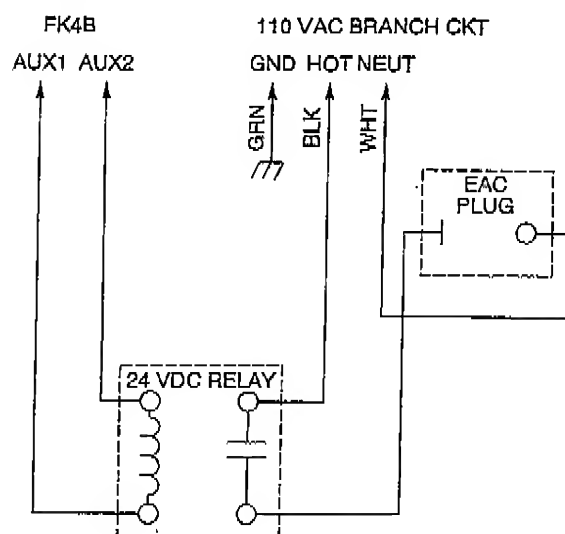 FK4B
110 VAC BRANCH CKT
AUX1 AUX2
GND HOT NEUT
GRN
BLK
WHT
EAC
PLUG
24 VDC RELAY